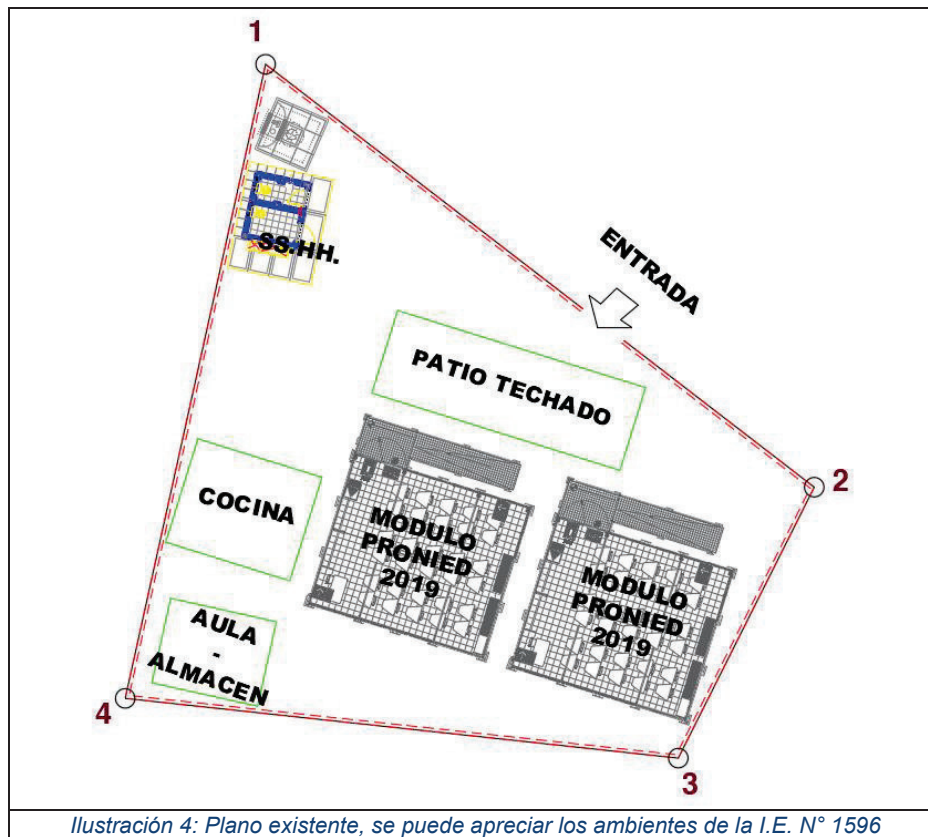 1
ENTRADA
SS.HH.
PATIO TECHADO
2
COCINA
MODULO
PRONIED
2019
MODULO
PRONIED
2019
AULA
-
ALMACEN
4
3
Ilustración 4: Plano existente, se puede apreciar los ambientes de la I.E. N° 1596